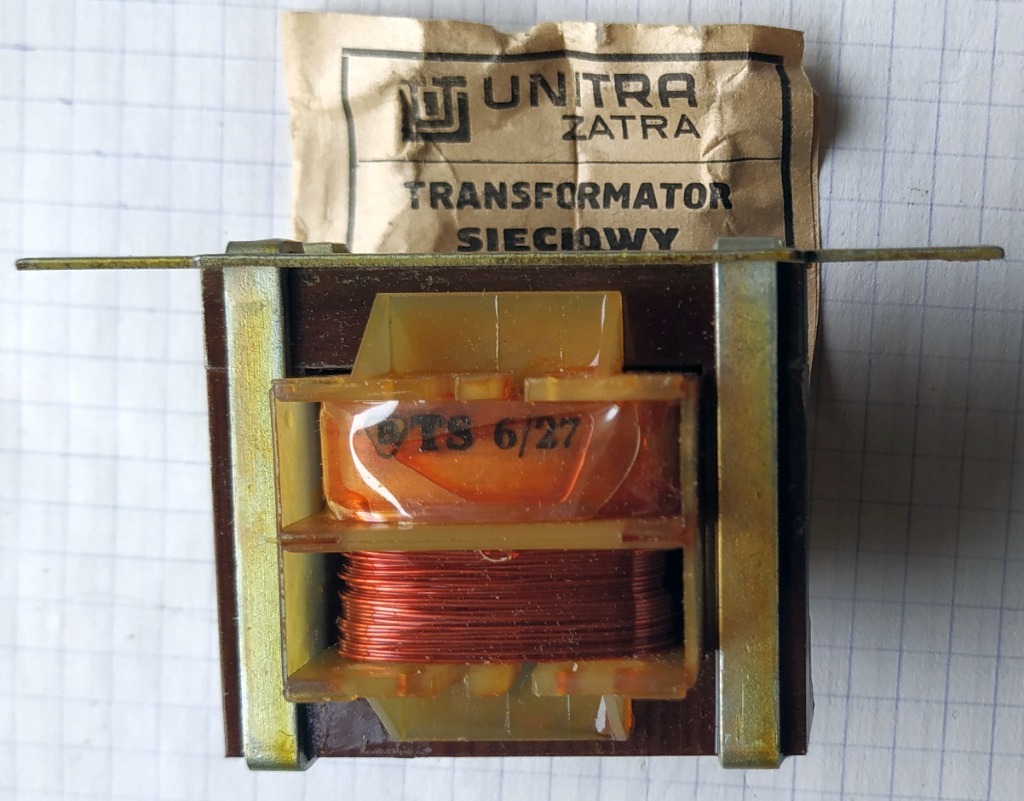 UNITRA
ZATRA
TRANSFORMATOR
SIECIOWY
TS 6/27